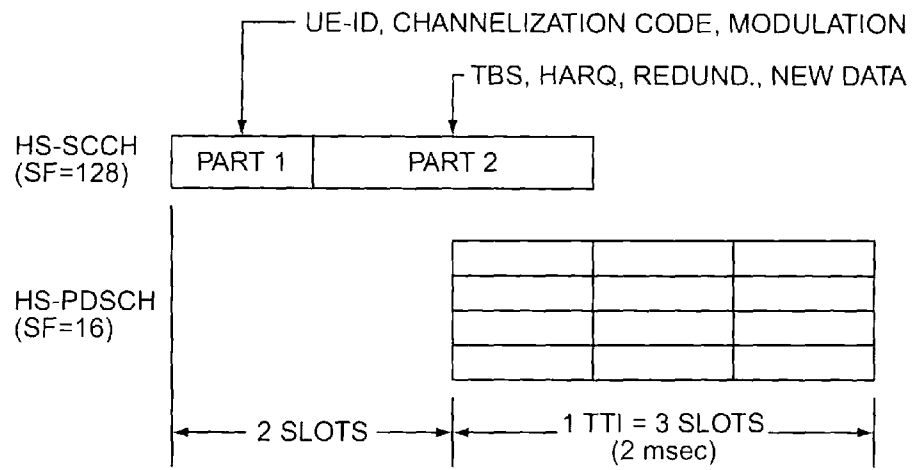 UE-ID, CHANNELIZATION CODE, MODULATION
TBS, HARQ, REDUND., NEW DATA
HS-SCCH
(SF=128)
PART 1
PART 2
HS-PDSCH
(SF=16)
2 SLOTS
1 TTI = 3 SLOTS
(2 msec)